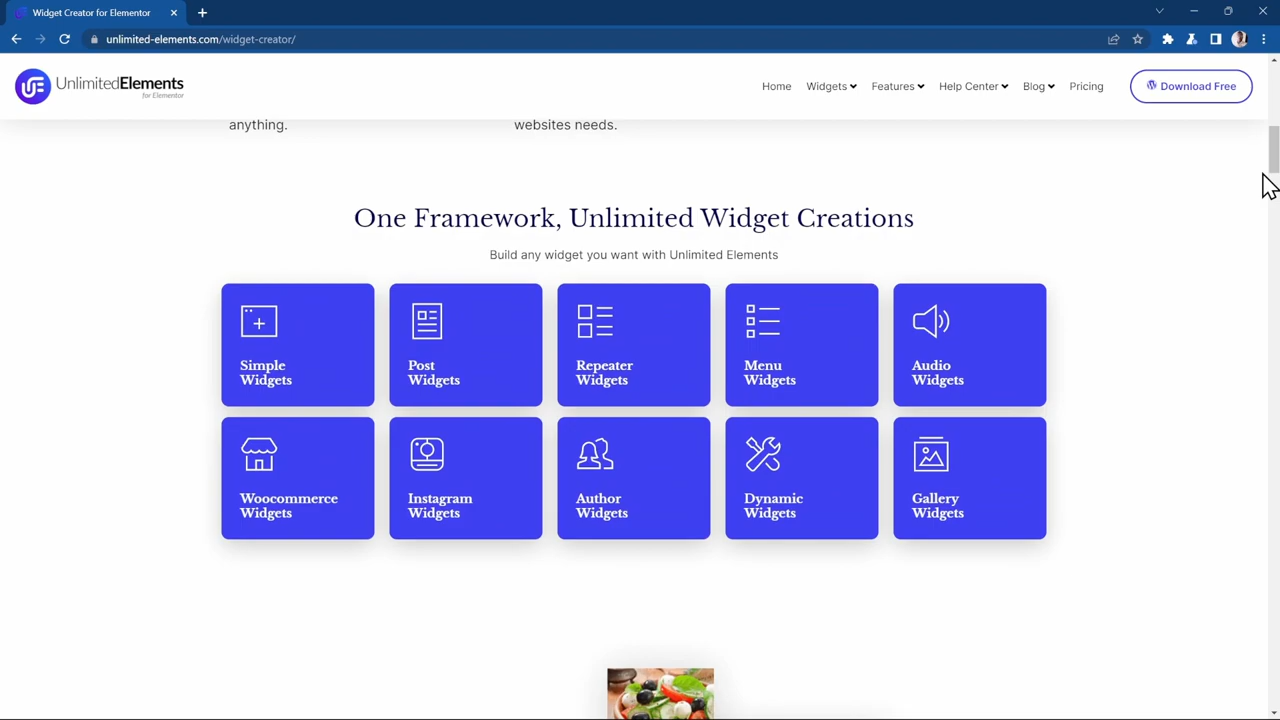 Widget Creator for Elementor
unlimited-elements.com/widget-creator/
UnlimitedElements
for Elementor
Home Widgets Features Help Center Blog Pricing Download Free
anything. websites needs.
One Framework, Unlimited Widget Creations
Build any widget you want with Unlimited Elements
Simple
Widgets
Post
Widgets
Repeater
Widgets
Menu
Widgets
Audio
Widgets
Woocommerce
Widgets
Instagram
Widgets
Author
Widgets
Dynamic
Widgets
Gallery
Widgets